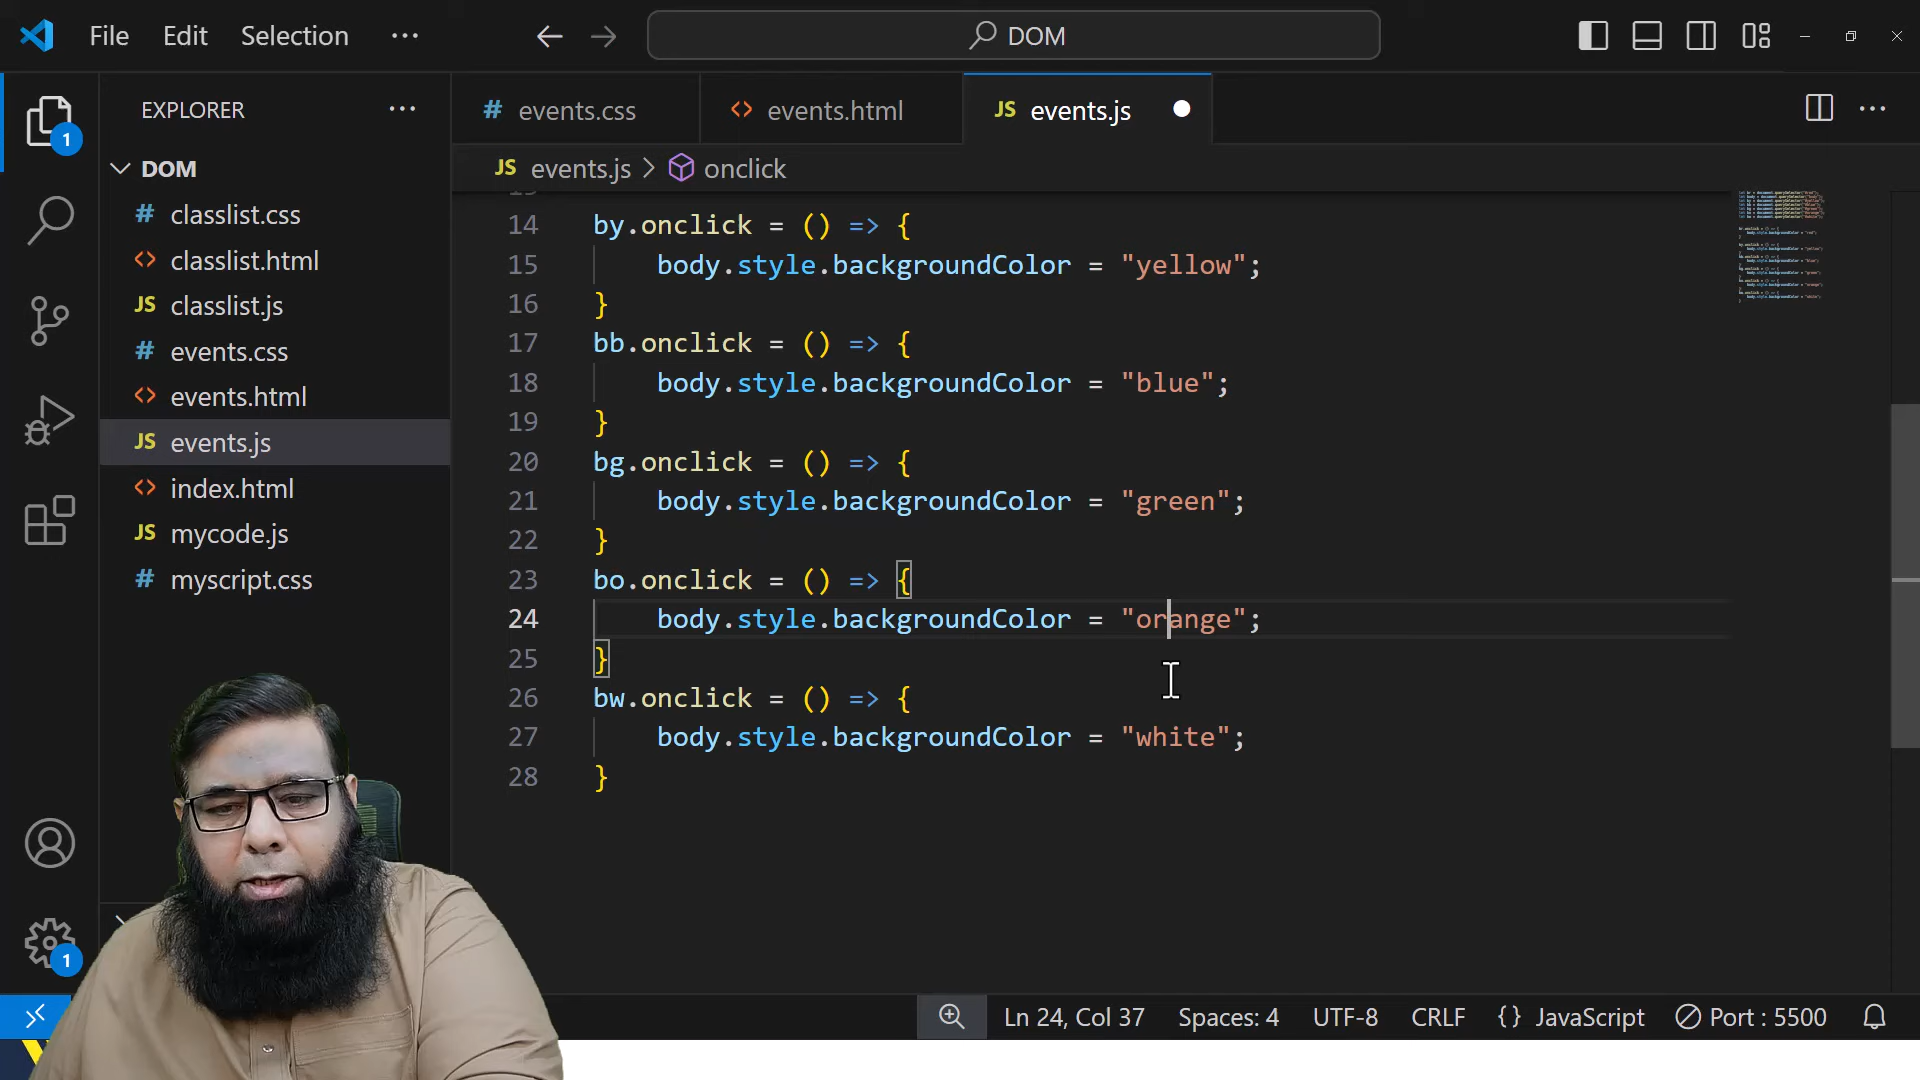 File Edit Selection ··· DOM
EXPLORER ···
# events.css <> events.html JS events.js
JS events.js > onclick
DOM
# classlist.css
<> classlist.html
JS classlist.js
# events.css
<> events.html
JS events.js
<> index.html
JS mycode.js
# myscript.css
1
1
14 by.onclick = () => {
15 body.style.backgroundColor = "yellow";
16 }
17 bb.onclick = () => {
18 body.style.backgroundColor = "blue";
19 }
20 bg.onclick = () => {
21 body.style.backgroundColor = "green";
22 }
23 bo.onclick = () => {
24 body.style.backgroundColor = "orange";
25 }
26 bw.onclick = () => {
27 body.style.backgroundColor = "white";
28 }
Ln 24, Col 37 Spaces: 4 UTF-8 CRLF {} JavaScript Port : 5500